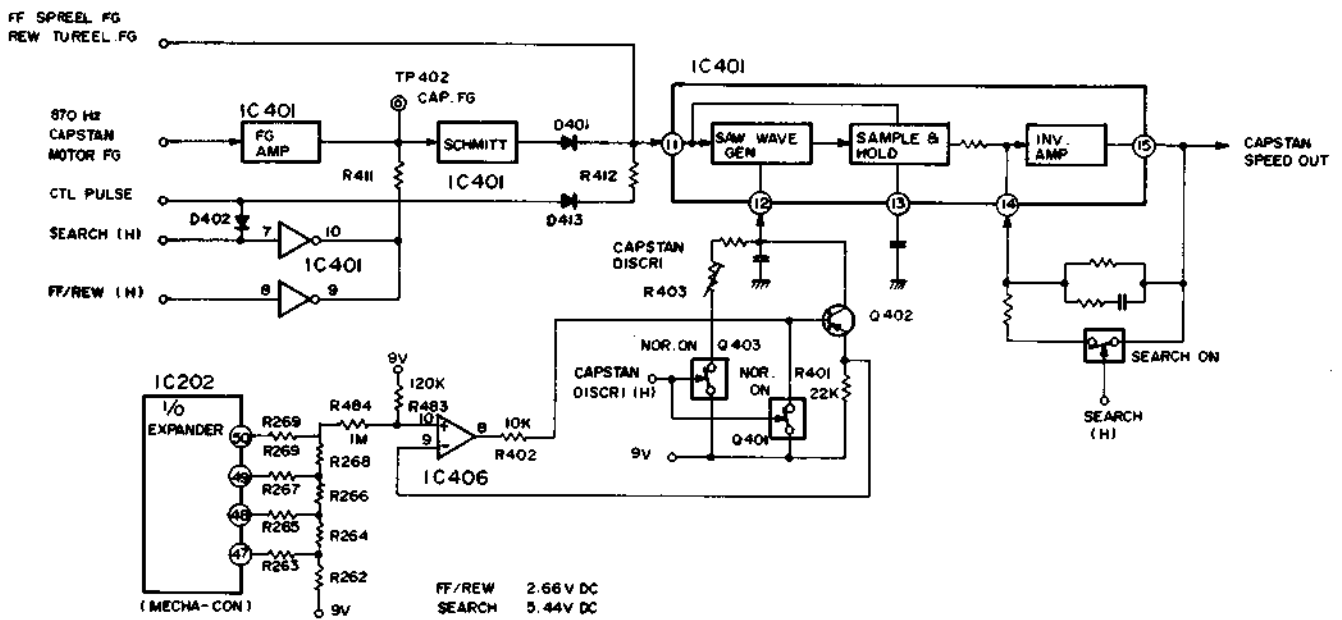 FF SPREEL FG
REW TUREEL.FG
870 Hz
CAPSTAN
MOTOR FG
IC401
FG
AMP
TP402
CAP. FG
SCHMITT
IC401
D401
R411
R412
CTL PULSE
D402
D413
SEARCH (H)
7
10
IC401
FF/REW (H)
8
9
IC401
11
SAW WAVE
GEN
SAMPLE &
HOLD
INV.
AMP
15
CAPSTAN
SPEED OUT
12
13
14
CAPSTAN
DISCRI
R403
Q402
NOR. ON
Q403
NOR.
ON
R401
22K
CAPSTAN
DISCRI (H)
Q401
9V
SEARCH ON
SEARCH
(H)
IC202
I/O
EXPANDER
50
49
48
47
(MECHA-CON)
R269
R269
R268
R267
R266
R265
R264
R263
R262
9V
R484
1M
9V
120K
R483
10
9
8
IC406
10K
R402
FF/REW 2.66V DC
SEARCH 5.44V DC